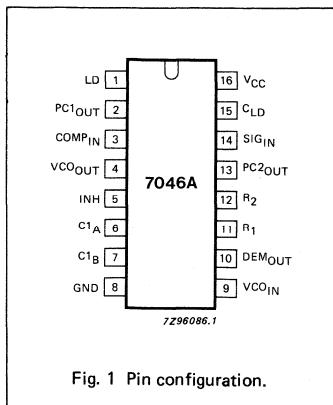 LD 1 16 VCC
PC1OUT 2 15 CLD
COMPIN 3 14 SIGIN
VCOOUT 4 13 PC2OUT
7046A
INH 5 12 R2
C1A 6 11 R1
C1B 7 10 DEMOUT
GND 8 9 VCOIN
7Z96086.1
Fig. 1 Pin configuration.